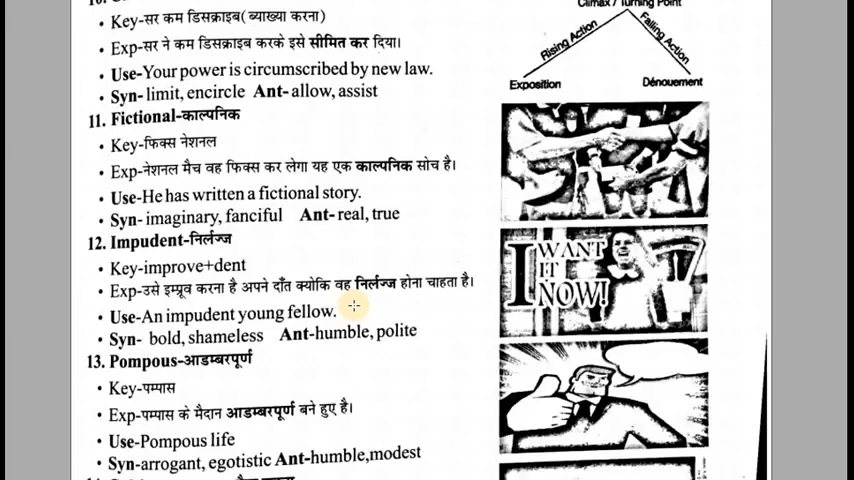 • Key-सर कम डिसक्राइब( व्याख्या करना)
• Exp-सर ने कम डिसक्राइब करके इसे सीमित कर दिया।
• Use-Your power is circumscribed by new law.
• Syn- limit, encircle Ant- allow, assist
11. Fictional-काल्पनिक
• Key-फिक्स नेशनल
• Exp-नेशनल मैच वह फिक्स कर लेगा यह एक काल्पनिक सोच है।
• Use-He has written a fictional story.
• Syn- imaginary, fanciful Ant- real, true
12. Impudent-निर्लज्ज
• Key-improve+dent
• Exp-उसे इम्प्रूव करना है अपने दाँत क्योकि वह निर्लज्ज होना चाहता है।
• Use-An impudent young fellow.
• Syn- bold, shameless Ant-humble, polite
13. Pompous-आडम्बरपूर्ण
• Key-पम्पास
• Exp-पम्पास के मैदान आडम्बरपूर्ण बने हुए है।
• Use-Pompous life
• Syn-arrogant, egotistic Ant-humble,modest
Climax / Turning Point
Rising Action
Falling Action
Exposition
Dénouement
I WANT
IT
NOW!